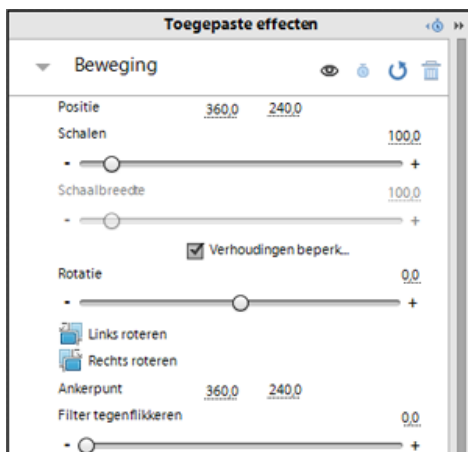 Toegepaste effecten
Beweging
Positie 360,0 240,0
Schalen 100,0
- +
Schaalbreedte 100,0
- +
Verhoudingen beperk...
Rotatie 0,0
- +
Links roteren
Rechts roteren
Ankerpunt 360,0 240,0
Filter tegenflikkeren 0,0
- +